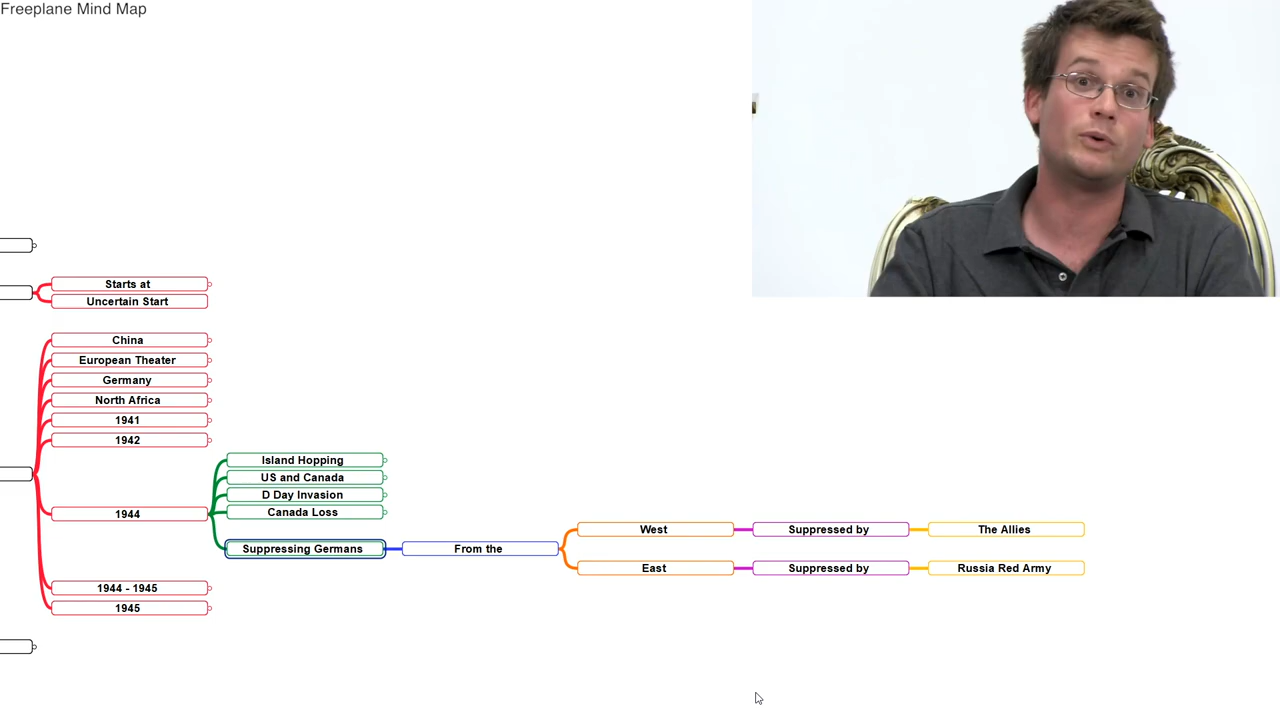 Freeplane Mind Map
Starts at
Uncertain Start
China
European Theater
Germany
North Africa
1941
1942
1944
Island Hopping
US and Canada
D Day Invasion
Canada Loss
Suppressing Germans
From the
West
Suppressed by
The Allies
East
Suppressed by
Russia Red Army
1944 - 1945
1945